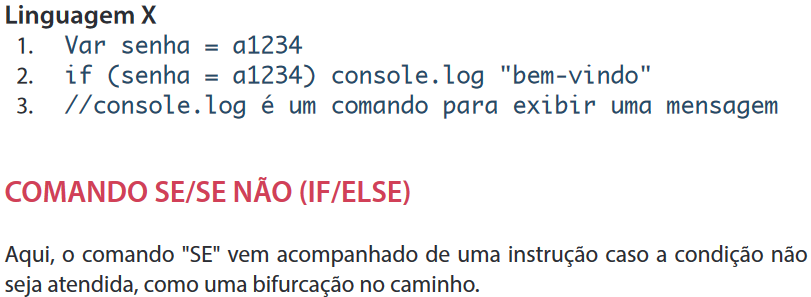 Linguagem X
1. Var senha = a1234
2. if (senha = a1234) console.log "bem-vindo"
3. //console.log é um comando para exibir uma mensagem
COMANDO SE/SE NÃO (IF/ELSE)
Aqui, o comando "SE" vem acompanhado de uma instrução caso a condição não
seja atendida, como uma bifurcação no caminho.